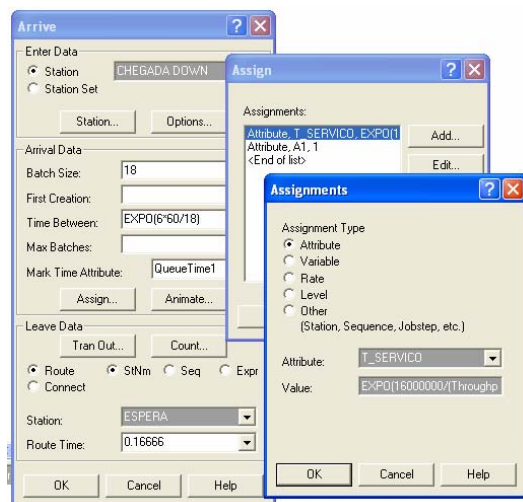 Arrive
Enter Data
Station
CHEGADA DOWN
Station Set
Station...
Options...
Arrival Data
Batch Size:
18
First Creation:
Time Between:
EXPO(6*60/18)
Max Batches:
Mark Time Attribute:
QueueTime1
Assign...
Animate...
Leave Data
Tran Out...
Count...
Route
StNm
Seq
Expr
Connect
Station:
ESPERA
Route Time:
0.16666
OK
Cancel
Help
Assign
Assignments:
Attribute, T_SERVICO, EXPO(1
Attribute, A1, 1
<End of list>
Add...
Edit...
Assignments
Assignment Type
Attribute
Variable
Rate
Level
Other
(Station, Sequence, Jobstep, etc.)
Attribute:
T_SERVICO
Value:
EXPO(16000000/(Throughp
OK
Cancel
Help